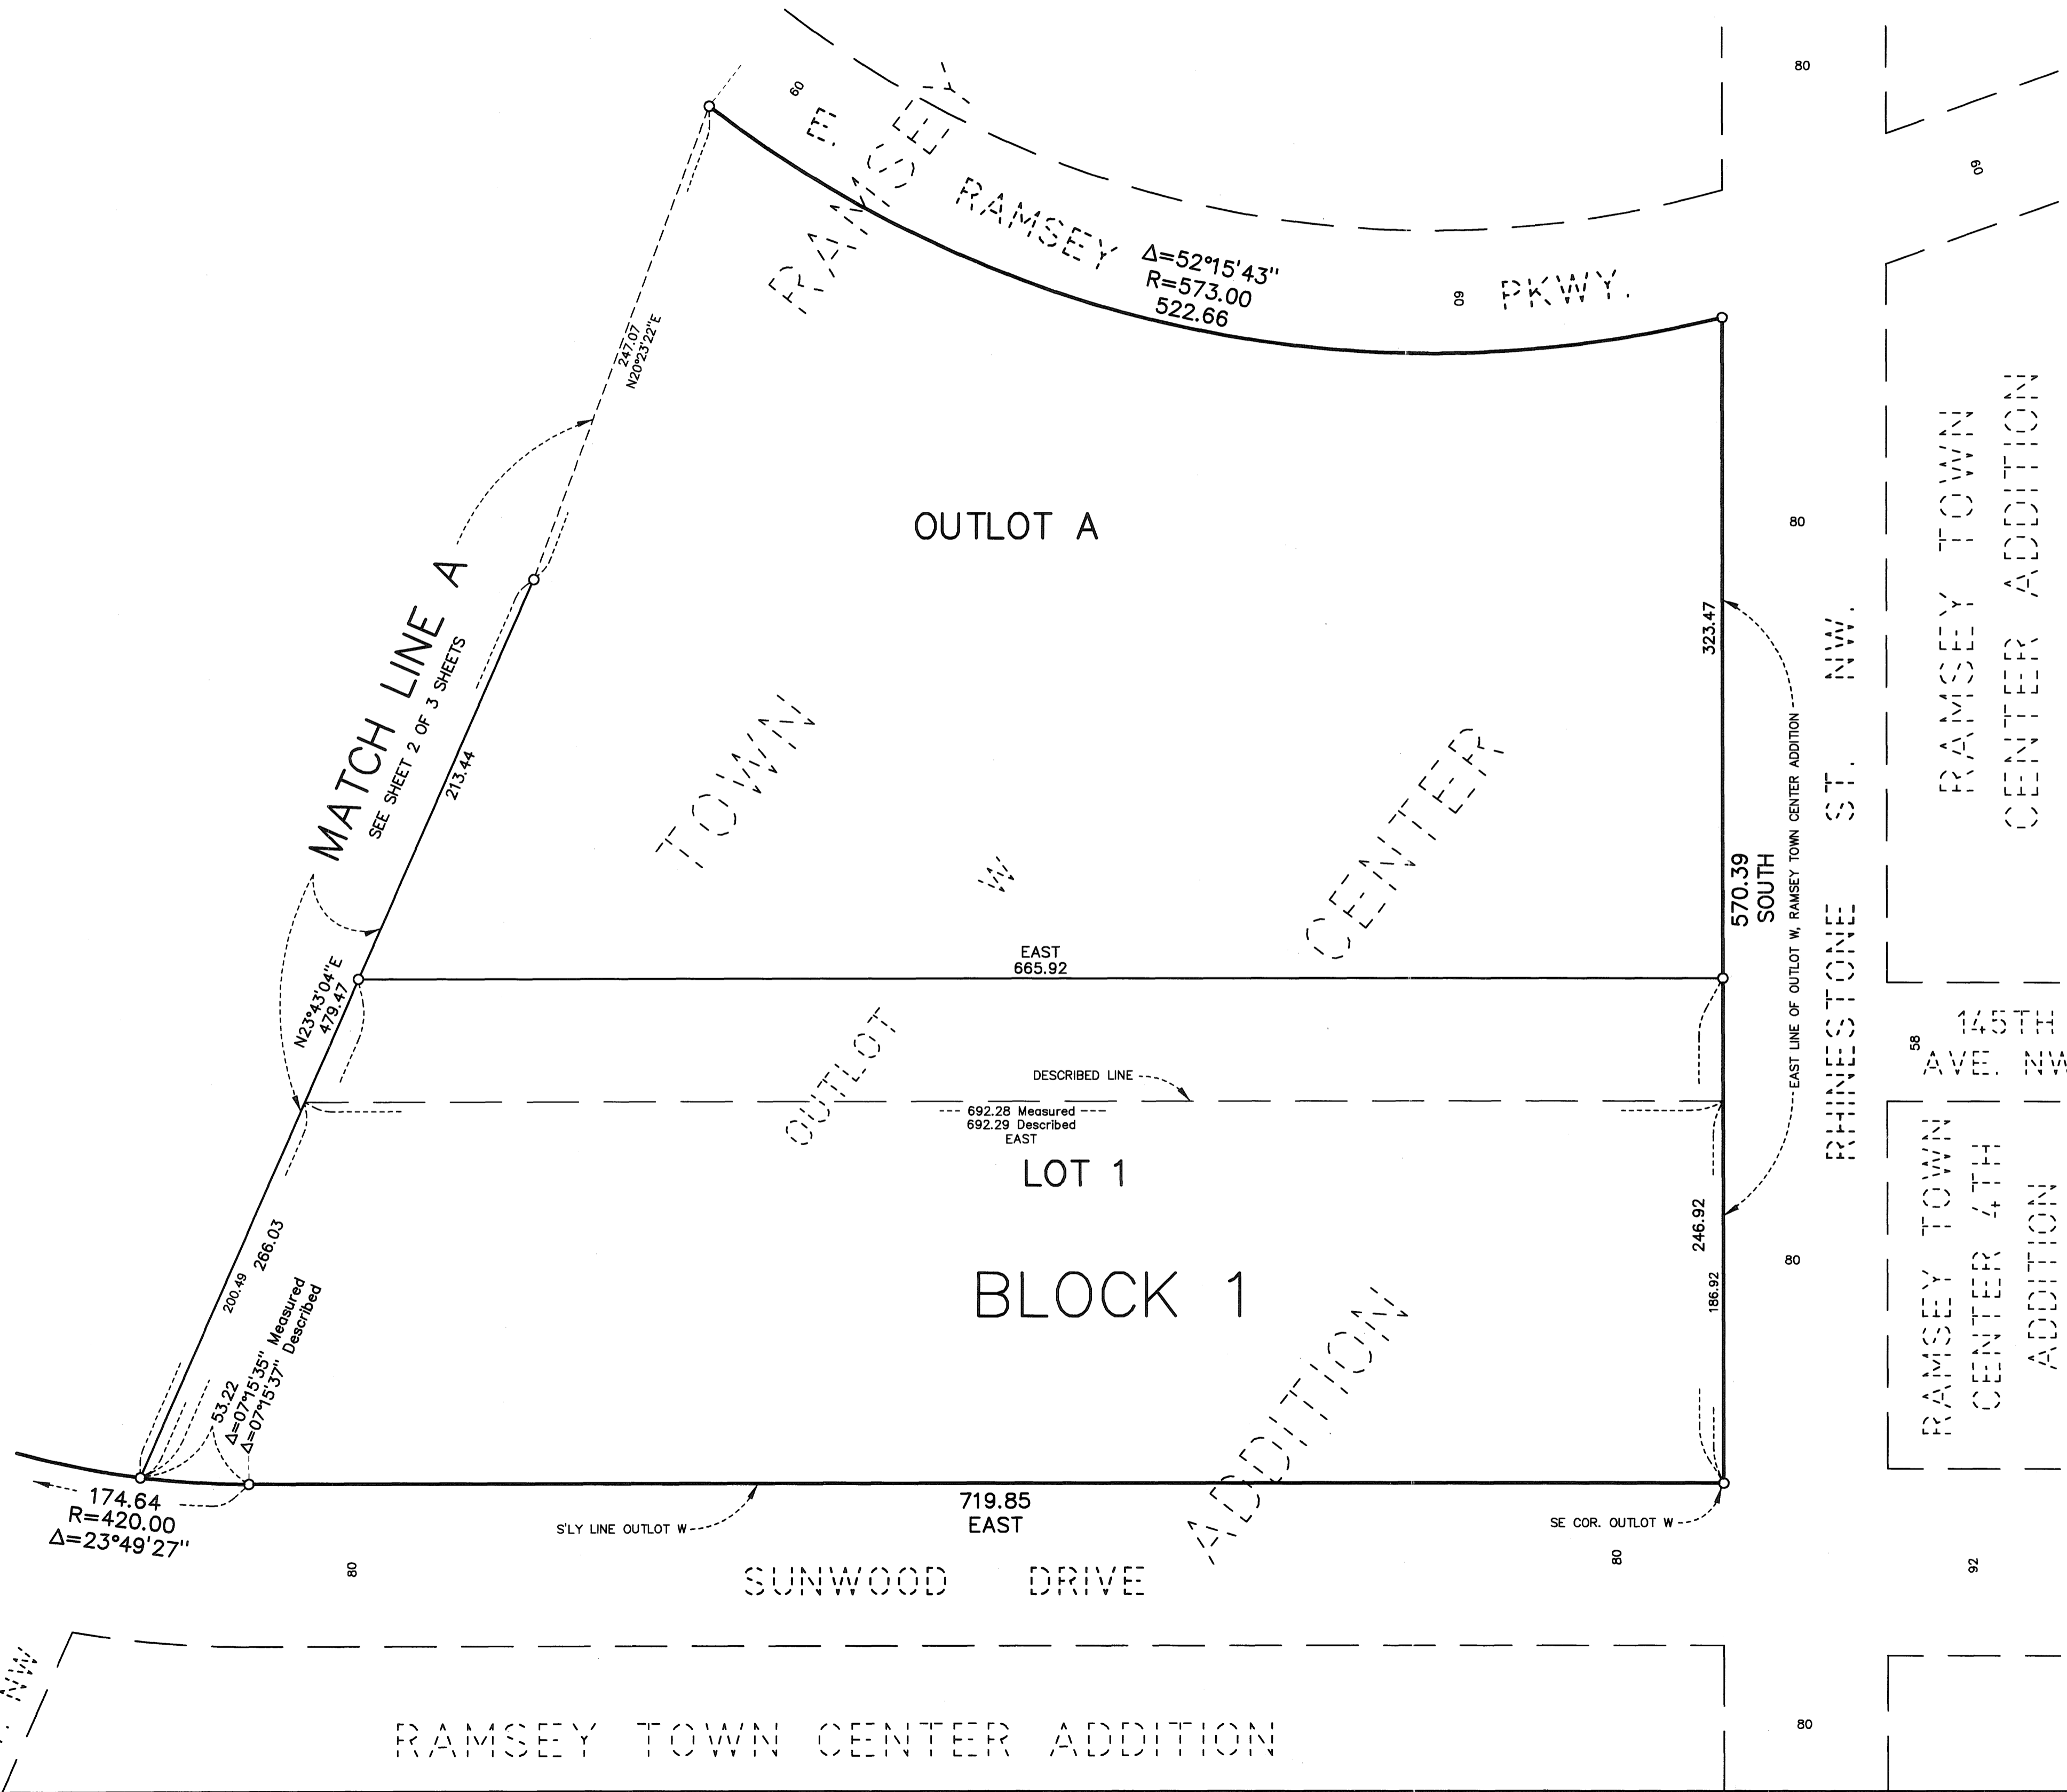 80
60
E.
RAMSEY
60
RAMSEY
Δ=52°15'43"
R=573.00
522.66
60
PKWY.
247.07
N20°23'22"E
OUTLOT A
80
RAMSEY TOWN
CENTER ADDITION
MATCH LINE A
SEE SHEET 2 OF 3 SHEETS
213.44
323.47
RHINESTONE ST. NW.
EAST LINE OF OUTLOT W, RAMSEY TOWN CENTER ADDITION
570.39
SOUTH
TOWN
W
CENTER
EAST
665.92
N23°43'04"E
479.47
145TH
AVE. NW
58
OUTLOT
DESCRIBED LINE
692.28 Measured
692.29 Described
EAST
LOT 1
BLOCK 1
246.92
186.92
80
RAMSEY TOWN
CENTER 4TH
ADDITION
200.49
266.03
53.22
Δ=07°15'35" Measured
Δ=07°15'37" Described
ADDITION
174.64
R=420.00
Δ=23°49'27"
S'LY LINE OUTLOT W
719.85
EAST
SE COR. OUTLOT W
80
SUNWOOD DRIVE
80
92
NW
RAMSEY TOWN CENTER ADDITION
80